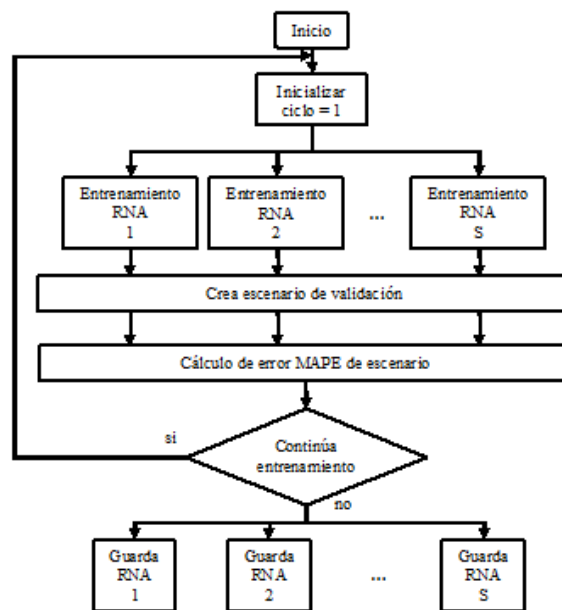 Inicio
Inicializar
ciclo = 1
Entrenamiento
RNA
1
Entrenamiento
RNA
2
...
Entrenamiento
RNA
S
Crea escenario de validación
Cálculo de error MAPE de escenario
si
Continúa
entrenamiento
no
Guarda
RNA
1
Guarda
RNA
2
...
Guarda
RNA
S